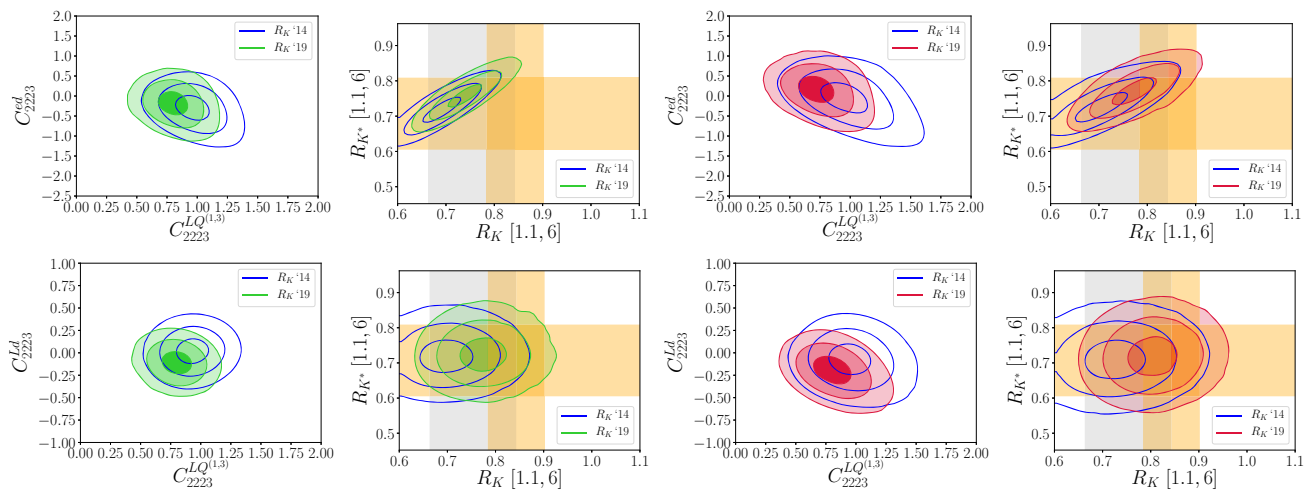 2.0
1.5
1.0
0.5
0.0
−0.5
−1.0
−1.5
−2.0
−2.5
0.00 0.25 0.50 0.75 1.00 1.25 1.50 1.75 2.00
C^{ed}_{2223}
C^{LQ^{(1,3)}}_{2223}
R_K ‘14
R_K ‘19
0.9
0.8
0.7
0.6
0.5
0.6 0.7 0.8 0.9 1.0 1.1
R_{K*} [1.1, 6]
R_K [1.1, 6]
R_K ‘14
R_K ‘19
2.0
1.5
1.0
0.5
0.0
−0.5
−1.0
−1.5
−2.0
−2.5
0.00 0.25 0.50 0.75 1.00 1.25 1.50 1.75 2.00
C^{ed}_{2223}
C^{LQ^{(1,3)}}_{2223}
R_K ‘14
R_K ‘19
0.9
0.8
0.7
0.6
0.5
0.6 0.7 0.8 0.9 1.0 1.1
R_{K*} [1.1, 6]
R_K [1.1, 6]
R_K ‘14
R_K ‘19
1.00
0.75
0.50
0.25
0.00
−0.25
−0.50
−0.75
−1.00
0.00 0.25 0.50 0.75 1.00 1.25 1.50 1.75 2.00
C^{Ld}_{2223}
C^{LQ^{(1,3)}}_{2223}
R_K ‘14
R_K ‘19
0.9
0.8
0.7
0.6
0.5
0.6 0.7 0.8 0.9 1.0 1.1
R_{K*} [1.1, 6]
R_K [1.1, 6]
R_K ‘14
R_K ‘19
1.00
0.75
0.50
0.25
0.00
−0.25
−0.50
−0.75
−1.00
0.00 0.25 0.50 0.75 1.00 1.25 1.50 1.75 2.00
C^{Ld}_{2223}
C^{LQ^{(1,3)}}_{2223}
R_K ‘14
R_K ‘19
0.9
0.8
0.7
0.6
0.5
0.6 0.7 0.8 0.9 1.0 1.1
R_{K*} [1.1, 6]
R_K [1.1, 6]
R_K ‘14
R_K ‘19